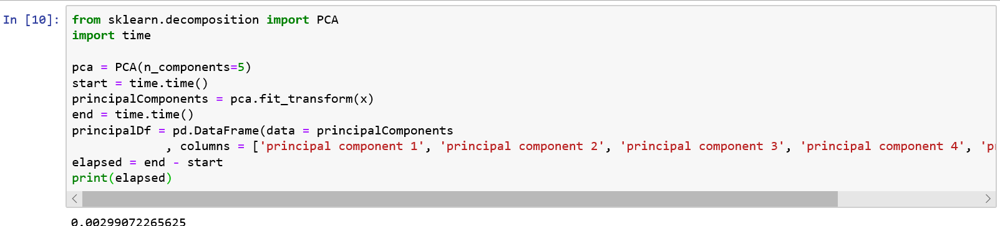 In [10]: from sklearn.decomposition import PCA
import time
pca = PCA(n_components=5)
start = time.time()
principalComponents = pca.fit_transform(x)
end = time.time()
principalDf = pd.DataFrame(data = principalComponents
, columns = ['principal component 1', 'principal component 2', 'principal component 3', 'principal component 4',
elapsed = end - start
print(elapsed)
0.00299072265625